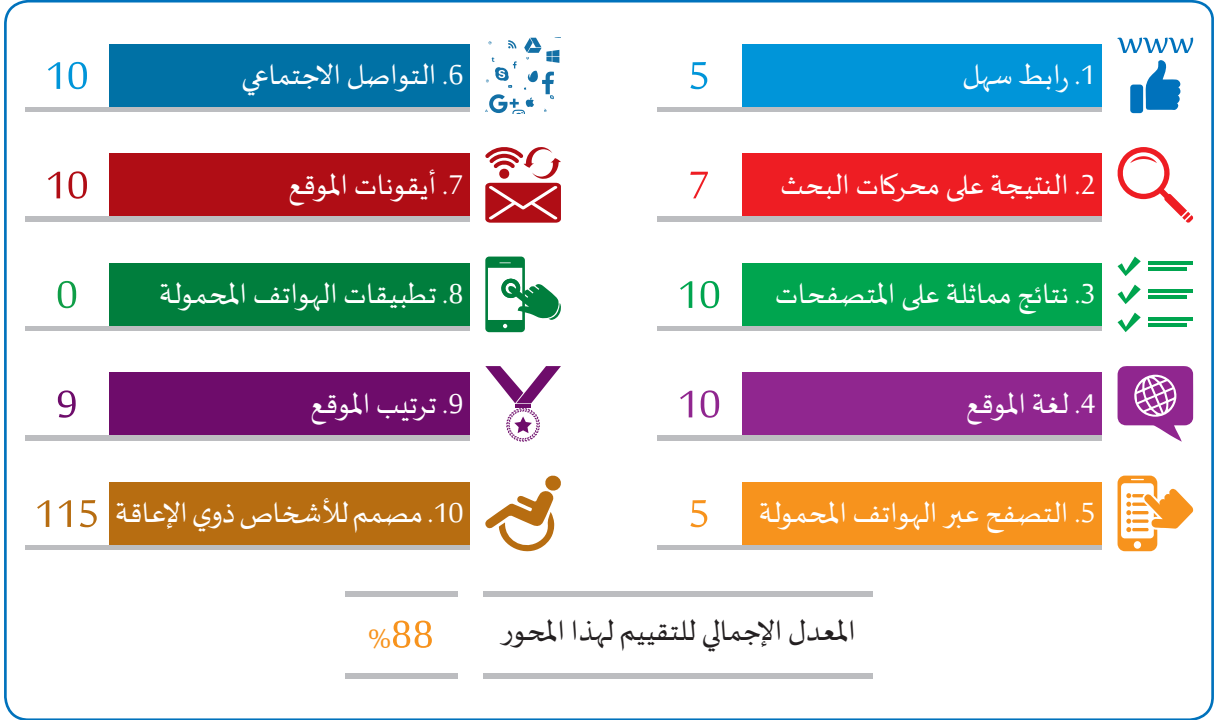 www
1. رابط سهل 5
2. النتيجة على محركات البحث 7
3. نتائج مماثلة على المتصفحات 10
4. لغة الموقع 10
5. التصفح عبر الهواتف المحمولة 5
6. التواصل الاجتماعي 10
7. أيقونات الموقع 10
8. تطبيقات الهواتف المحمولة 0
9. ترتيب الموقع 9
10. مصمم للأشخاص ذوي الإعاقة 115
المعدل الإجمالي للتقييم لهذا المحور 88%